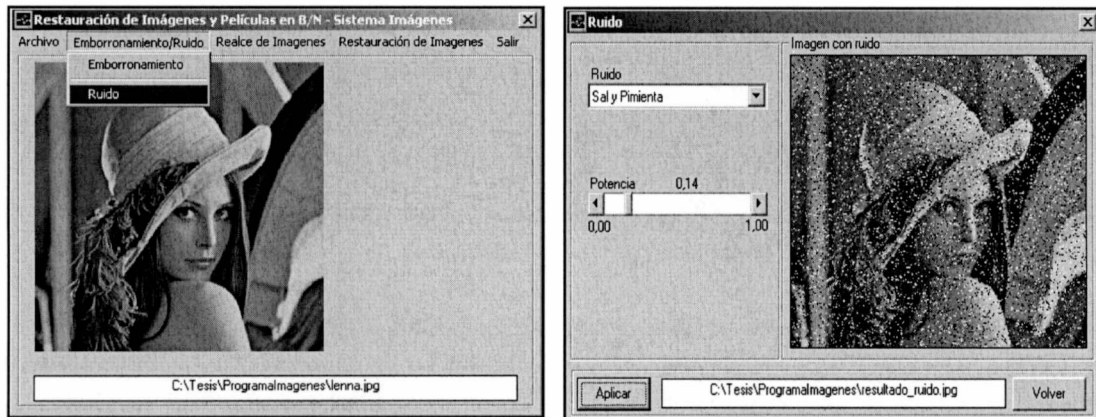 Restauración de Imágenes y Películas en B/N - Sistema Imágenes
Archivo Emborronamiento/Ruido Realce de Imagenes Restauración de Imagenes Salir
Emborronamiento
Ruido
C:\Tesis\ProgramaImagenes\lenna.jpg
Ruido
Imagen con ruido
Ruido
Sal y Pimienta
Potencia 0,14
0,00 1,00
Aplicar C:\Tesis\ProgramaImagenes\resultado_ruido.jpg Volver